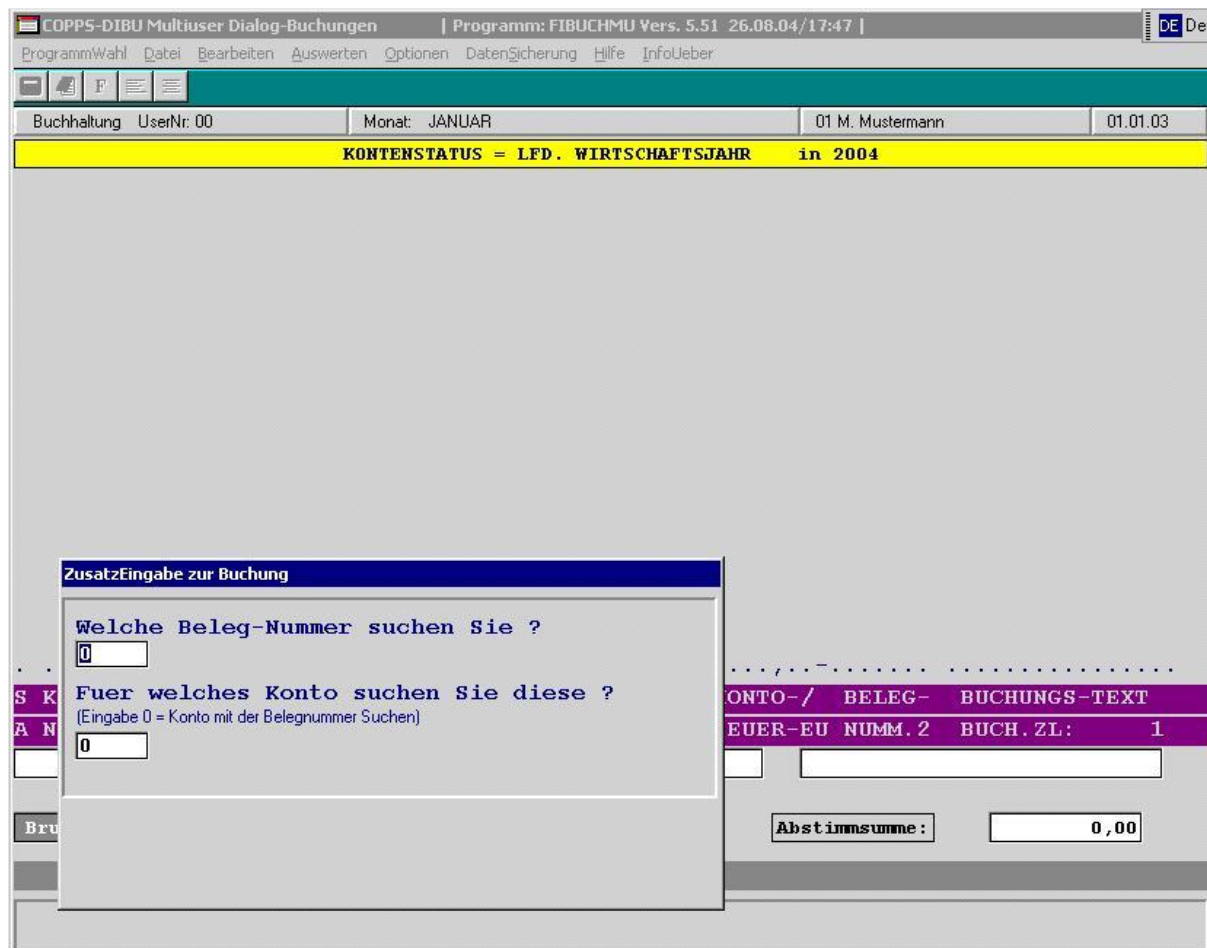 COPPS-DIBU Multiuser Dialog-Buchungen | Programm: FIBUCHMU Vers. 5.51 26.08.04/17:47 |
DE De
ProgrammWahl Datei Bearbeiten Auswerten Optionen DatenSicherung Hilfe InfoUeber
F
Buchhaltung UserNr: 00 Monat: JANUAR 01 M. Mustermann 01.01.03
KONTENSTATUS = LFD. WIRTSCHAFTSJAHR in 2004
ZusatzEingabe zur Buchung
Welche Beleg-Nummer suchen Sie ?
0
Fuer welches Konto suchen Sie diese ?
(Eingabe 0 = Konto mit der Belegnummer Suchen)
0
S K ONTO-/ BELEG- BUCHUNGS-TEXT
A N EUER-EU NUMM.2 BUCH.ZL: 1
Bru Abstimmsumme: 0,00